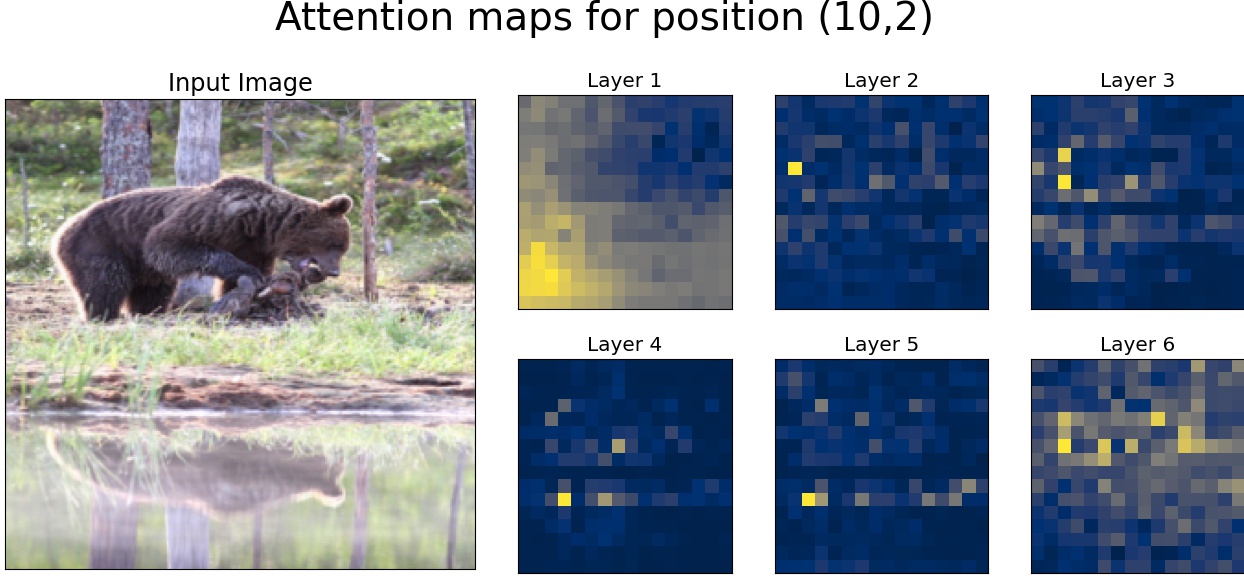 Attention maps for position (10,2)
Input Image
Layer 1
Layer 2
Layer 3
Layer 4
Layer 5
Layer 6